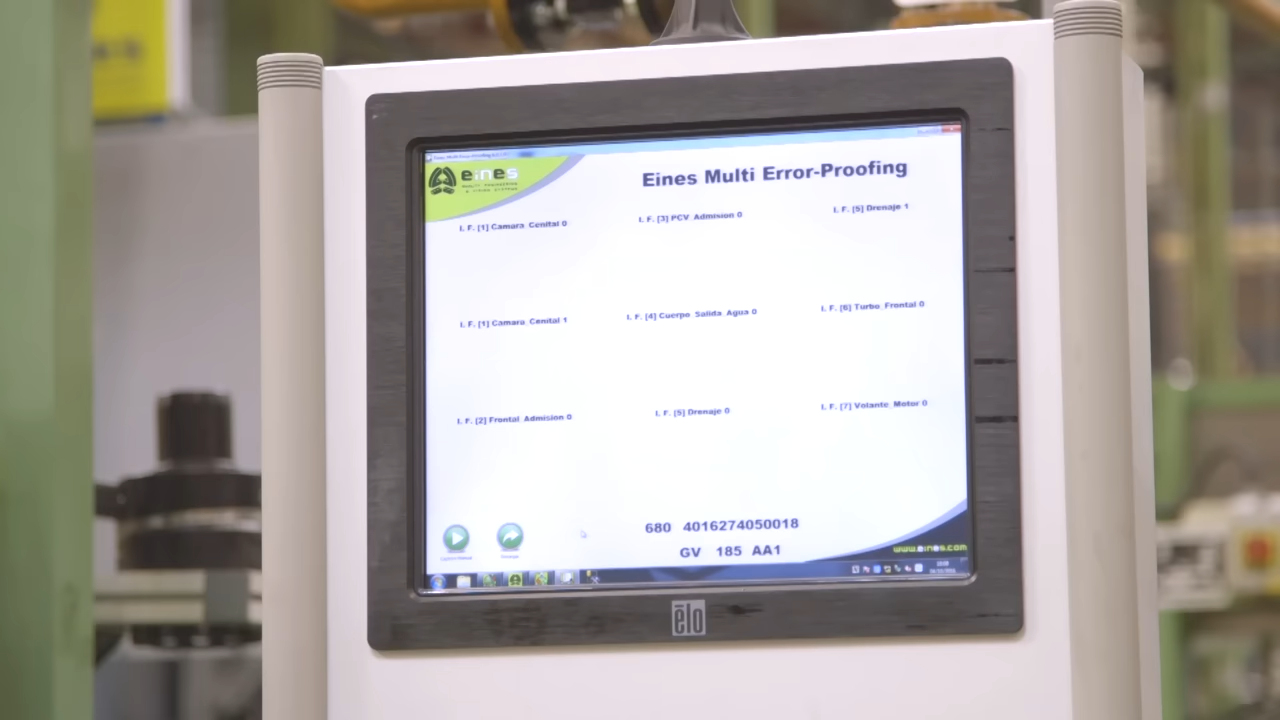 eines
Eines Multi Error-Proofing
I. F. [1] Camara_Cenital 0
I. F. [3] PCV_Admision 0
I. F. [5] Drenaje 1
I. F. [1] Camara_Cenital 1
I. F. [4] Cuerpo_Salida_Agua 0
I. F. [6] Turbo_Frontal 0
I. F. [2] Frontal_Admision 0
I. F. [5] Drenaje 0
I. F. [7] Volante_Motor 0
680 4016274050018
GV 185 AA1
www.eines.com
elo